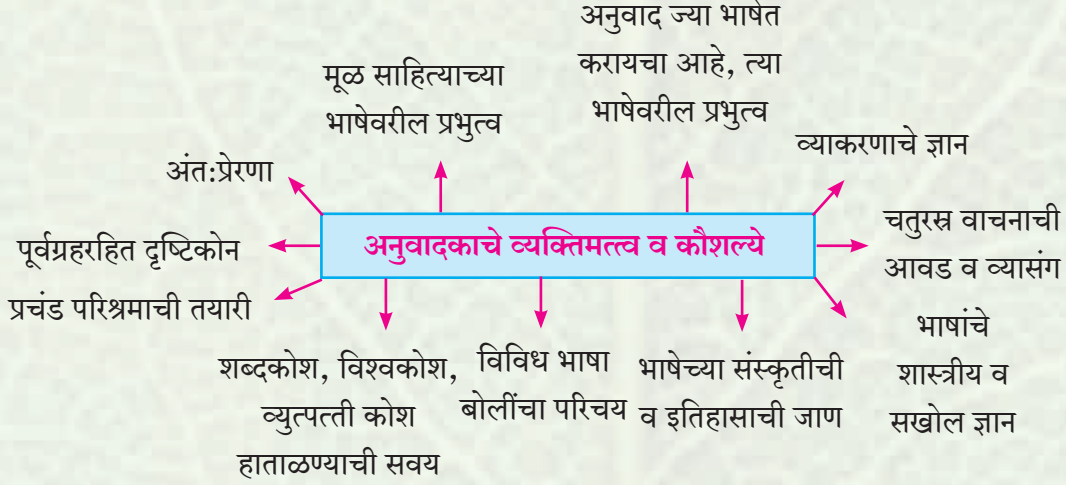 अनुवाद ज्या भाषेत
करायचा आहे, त्या
भाषेवरील प्रभुत्व
मूळ साहित्याच्या
भाषेवरील प्रभुत्व
व्याकरणाचे ज्ञान
अंत:प्रेरणा
चतुरस्र वाचनाची
आवड व व्यासंग
अनुवादकाचे व्यक्तिमत्त्व व कौशल्ये
पूर्वग्रहरहित दृष्टिकोन
प्रचंड परिश्रमाची तयारी
भाषांचे
शास्त्रीय व
सखोल ज्ञान
शब्दकोश, विश्वकोश,
व्युत्पत्ती कोश
हाताळण्याची सवय
विविध भाषा
बोलींचा परिचय
भाषेच्या संस्कृतीची
व इतिहासाची जाण